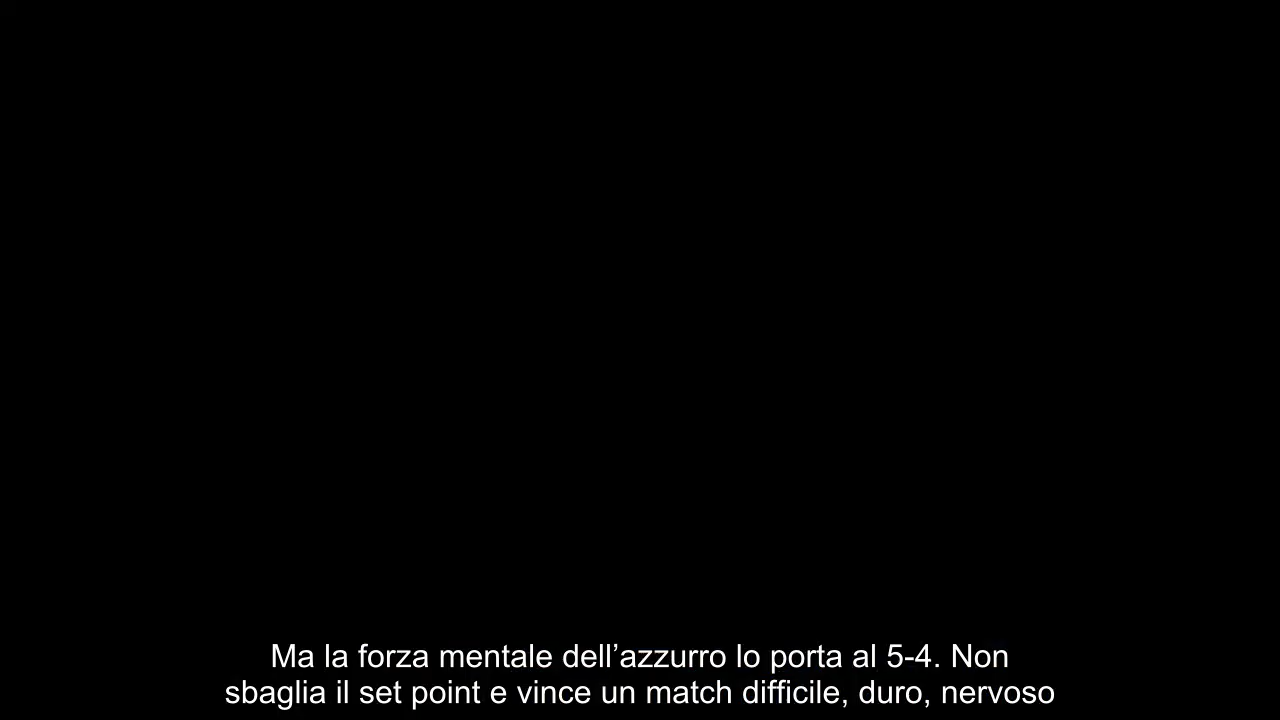 Ma la forza mentale dell’azzurro lo porta al 5-4. Non
sbaglia il set point e vince un match difficile, duro, nervoso